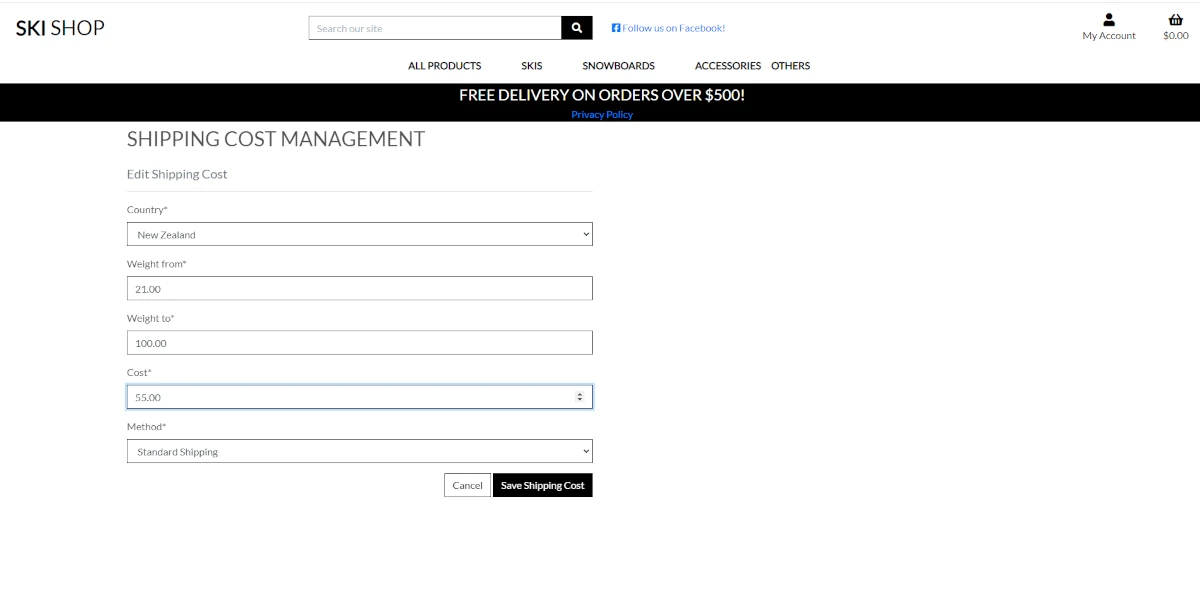 SKI SHOP
Search our site
Follow us on Facebook!
My Account
$0.00
ALL PRODUCTS SKIS SNOWBOARDS ACCESSORIES OTHERS
FREE DELIVERY ON ORDERS OVER $500!
Privacy Policy
SHIPPING COST MANAGEMENT
Edit Shipping Cost
Country*
New Zealand
Weight from*
21.00
Weight to*
100.00
Cost*
55.00
Method*
Standard Shipping
Cancel Save Shipping Cost